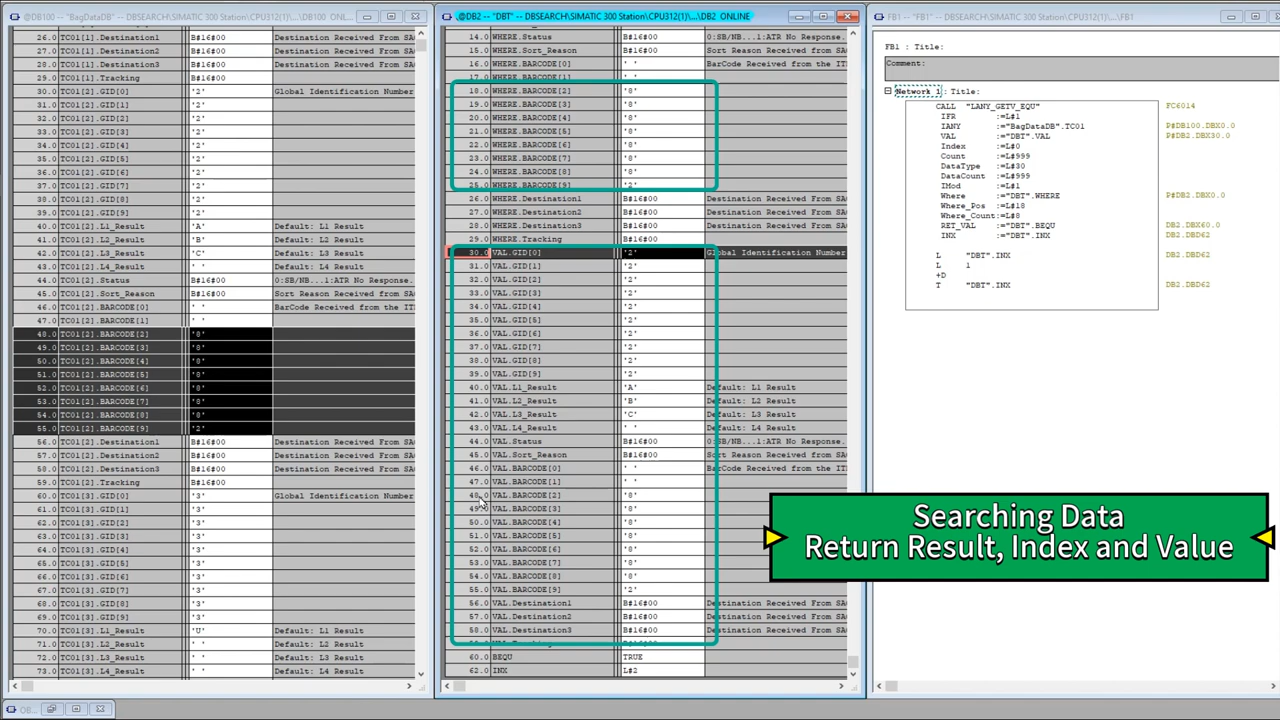 @DB100 -- "BagDataDB" -- DBSEARCH\SIMATIC 300 Station\CPU312(1)\...\DB100 ONL...
26.0 TC01[1].Destination1 B#16#00 Destination Received From SA
27.0 TC01[1].Destination2 B#16#00 Destination Received From SA
28.0 TC01[1].Destination3 B#16#00 Destination Received From SA
29.0 TC01[1].Tracking B#16#00
30.0 TC01[2].GID[0] '2' Global Identification Number
31.0 TC01[2].GID[1] '2'
32.0 TC01[2].GID[2] '2'
33.0 TC01[2].GID[3] '2'
34.0 TC01[2].GID[4] '2'
35.0 TC01[2].GID[5] '2'
36.0 TC01[2].GID[6] '2'
37.0 TC01[2].GID[7] '2'
38.0 TC01[2].GID[8] '2'
39.0 TC01[2].GID[9] '2'
40.0 TC01[2].L1_Result 'A' Default: L1 Result
41.0 TC01[2].L2_Result 'B' Default: L2 Result
42.0 TC01[2].L3_Result 'C' Default: L3 Result
43.0 TC01[2].L4_Result ' ' Default: L4 Result
44.0 TC01[2].Status B#16#00 0:SB/NB...1:ATR No Response.
45.0 TC01[2].Sort_Reason B#16#00 Sort Reason Received From SA
46.0 TC01[2].BARCODE[0] ' ' BarCode Received from the IT
47.0 TC01[2].BARCODE[1] ' '
48.0 TC01[2].BARCODE[2] '8'
49.0 TC01[2].BARCODE[3] '8'
50.0 TC01[2].BARCODE[4] '8'
51.0 TC01[2].BARCODE[5] '8'
52.0 TC01[2].BARCODE[6] '8'
53.0 TC01[2].BARCODE[7] '8'
54.0 TC01[2].BARCODE[8] '8'
55.0 TC01[2].BARCODE[9] '2'
56.0 TC01[2].Destination1 B#16#00 Destination Received From SA
57.0 TC01[2].Destination2 B#16#00 Destination Received From SA
58.0 TC01[2].Destination3 B#16#00 Destination Received From SA
59.0 TC01[2].Tracking B#16#00
60.0 TC01[3].GID[0] '3' Global Identification Number
61.0 TC01[3].GID[1] '3'
62.0 TC01[3].GID[2] '3'
63.0 TC01[3].GID[3] '3'
64.0 TC01[3].GID[4] '3'
65.0 TC01[3].GID[5] '3'
66.0 TC01[3].GID[6] '3'
67.0 TC01[3].GID[7] '3'
68.0 TC01[3].GID[8] '3'
69.0 TC01[3].GID[9] '3'
70.0 TC01[3].L1_Result 'U' Default: L1 Result
71.0 TC01[3].L2_Result ' ' Default: L2 Result
72.0 TC01[3].L3_Result ' ' Default: L3 Result
73.0 TC01[3].L4_Result ' ' Default: L4 Result
@DB2 -- "DBT" -- DBSEARCH\SIMATIC 300 Station\CPU312(1)\...\DB2 ONLINE
14.0 WHERE.Status B#16#00 0:SB/NB...1:ATR No Response.
15.0 WHERE.Sort_Reason B#16#00 Sort Reason Received From SA
16.0 WHERE.BARCODE[0] ' ' BarCode Received from the IT
17.0 WHERE.BARCODE[1] ' '
18.0 WHERE.BARCODE[2] '8'
19.0 WHERE.BARCODE[3] '8'
20.0 WHERE.BARCODE[4] '8'
21.0 WHERE.BARCODE[5] '8'
22.0 WHERE.BARCODE[6] '8'
23.0 WHERE.BARCODE[7] '8'
24.0 WHERE.BARCODE[8] '8'
25.0 WHERE.BARCODE[9] '2'
26.0 WHERE.Destination1 B#16#00 Destination Received From SA
27.0 WHERE.Destination2 B#16#00 Destination Received From SA
28.0 WHERE.Destination3 B#16#00 Destination Received From SA
29.0 WHERE.Tracking B#16#00
30.0 VAL.GID[0] '2' Global Identification Number
31.0 VAL.GID[1] '2'
32.0 VAL.GID[2] '2'
33.0 VAL.GID[3] '2'
34.0 VAL.GID[4] '2'
35.0 VAL.GID[5] '2'
36.0 VAL.GID[6] '2'
37.0 VAL.GID[7] '2'
38.0 VAL.GID[8] '2'
39.0 VAL.GID[9] '2'
40.0 VAL.L1_Result 'A' Default: L1 Result
41.0 VAL.L2_Result 'B' Default: L2 Result
42.0 VAL.L3_Result 'C' Default: L3 Result
43.0 VAL.L4_Result ' ' Default: L4 Result
44.0 VAL.Status B#16#00 0:SB/NB...1:ATR No Response.
45.0 VAL.Sort_Reason B#16#00 Sort Reason Received From SA
46.0 VAL.BARCODE[0] ' ' BarCode Received from the IT
47.0 VAL.BARCODE[1] ' '
48.0 VAL.BARCODE[2] '8'
49.0 VAL.BARCODE[3] '8'
50.0 VAL.BARCODE[4] '8'
51.0 VAL.BARCODE[5] '8'
52.0 VAL.BARCODE[6] '8'
53.0 VAL.BARCODE[7] '8'
54.0 VAL.BARCODE[8] '8'
55.0 VAL.BARCODE[9] '2'
56.0 VAL.Destination1 B#16#00 Destination Received From SA
57.0 VAL.Destination2 B#16#00 Destination Received From SA
58.0 VAL.Destination3 B#16#00 Destination Received From SA
60.0 BEQU TRUE
62.0 INX L#2
FB1 -- "FB1" -- DBSEARCH\SIMATIC 300 Station\CPU312(1)\...\FB1
FB1 : Title:
Comment:
Network 1: Title:
CALL "LANY_GETV_EQU" FC6014
IFR :=L#1
IANY :="BagDataDB".TC01 P#DB100.DBX0.0
VAL :="DBT".VAL P#DB2.DBX30.0
Index :=L#0
Count :=L#999
DataType :=L#30
DataCount :=L#999
IMod :=L#1
Where :="DBT".WHERE P#DB2.DBX0.0
Where_Pos :=L#18
Where_Count:=L#8
RET_VAL :="DBT".BEQU DB2.DBX60.0
INX :="DBT".INX DB2.DBD62
L "DBT".INX DB2.DBD62
L 1
+D
T "DBT".INX DB2.DBD62
Searching Data
Return Result, Index and Value
OB...